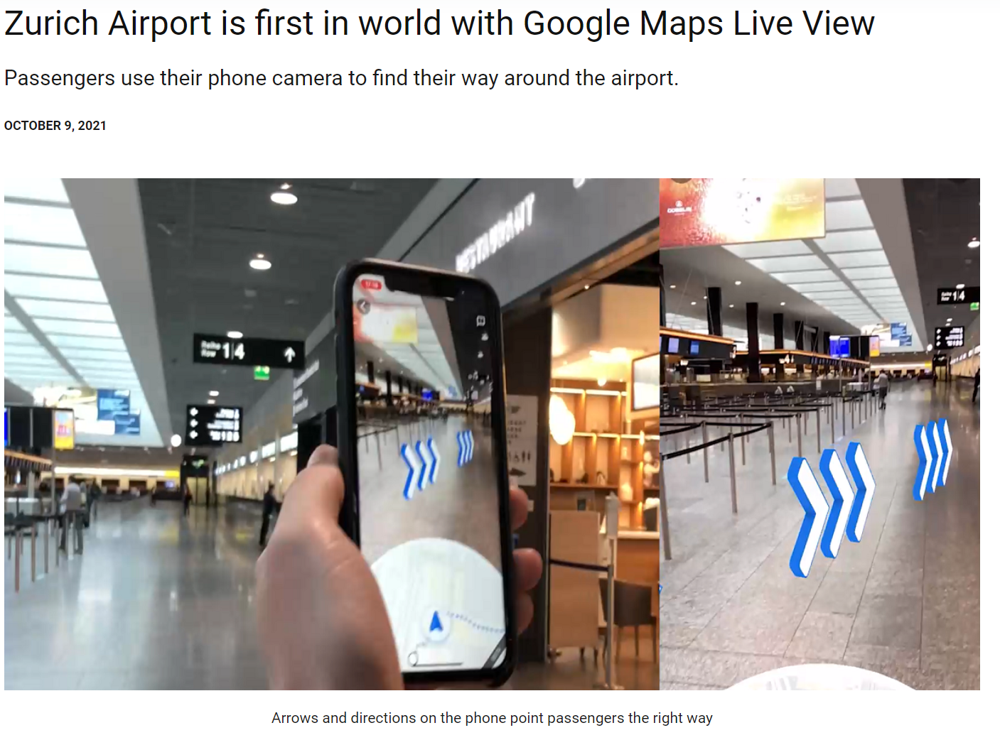 Zurich Airport is first in world with Google Maps Live View
Passengers use their phone camera to find their way around the airport.
OCTOBER 9, 2021
RESTAURANT
Reihe
Row 1|4
Reihe
Row 1|4
Arrows and directions on the phone point passengers the right way